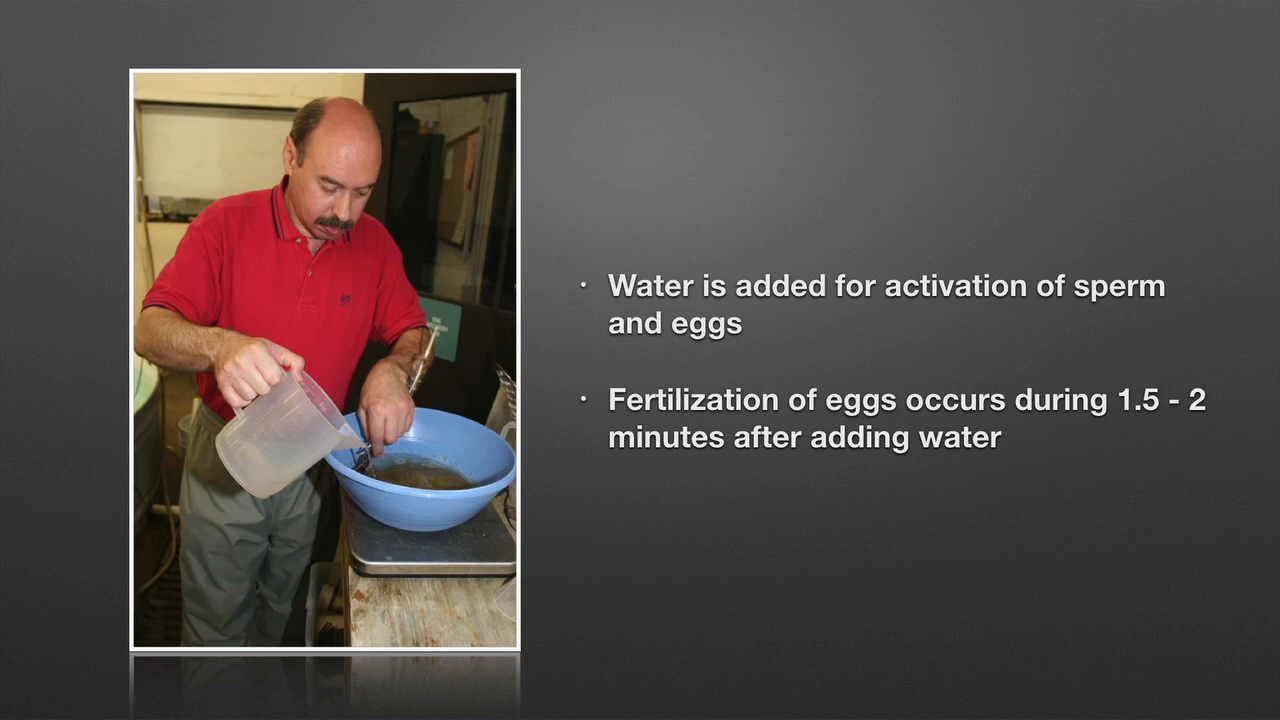 • Water is added for activation of sperm
and eggs
• Fertilization of eggs occurs during 1.5 - 2
minutes after adding water